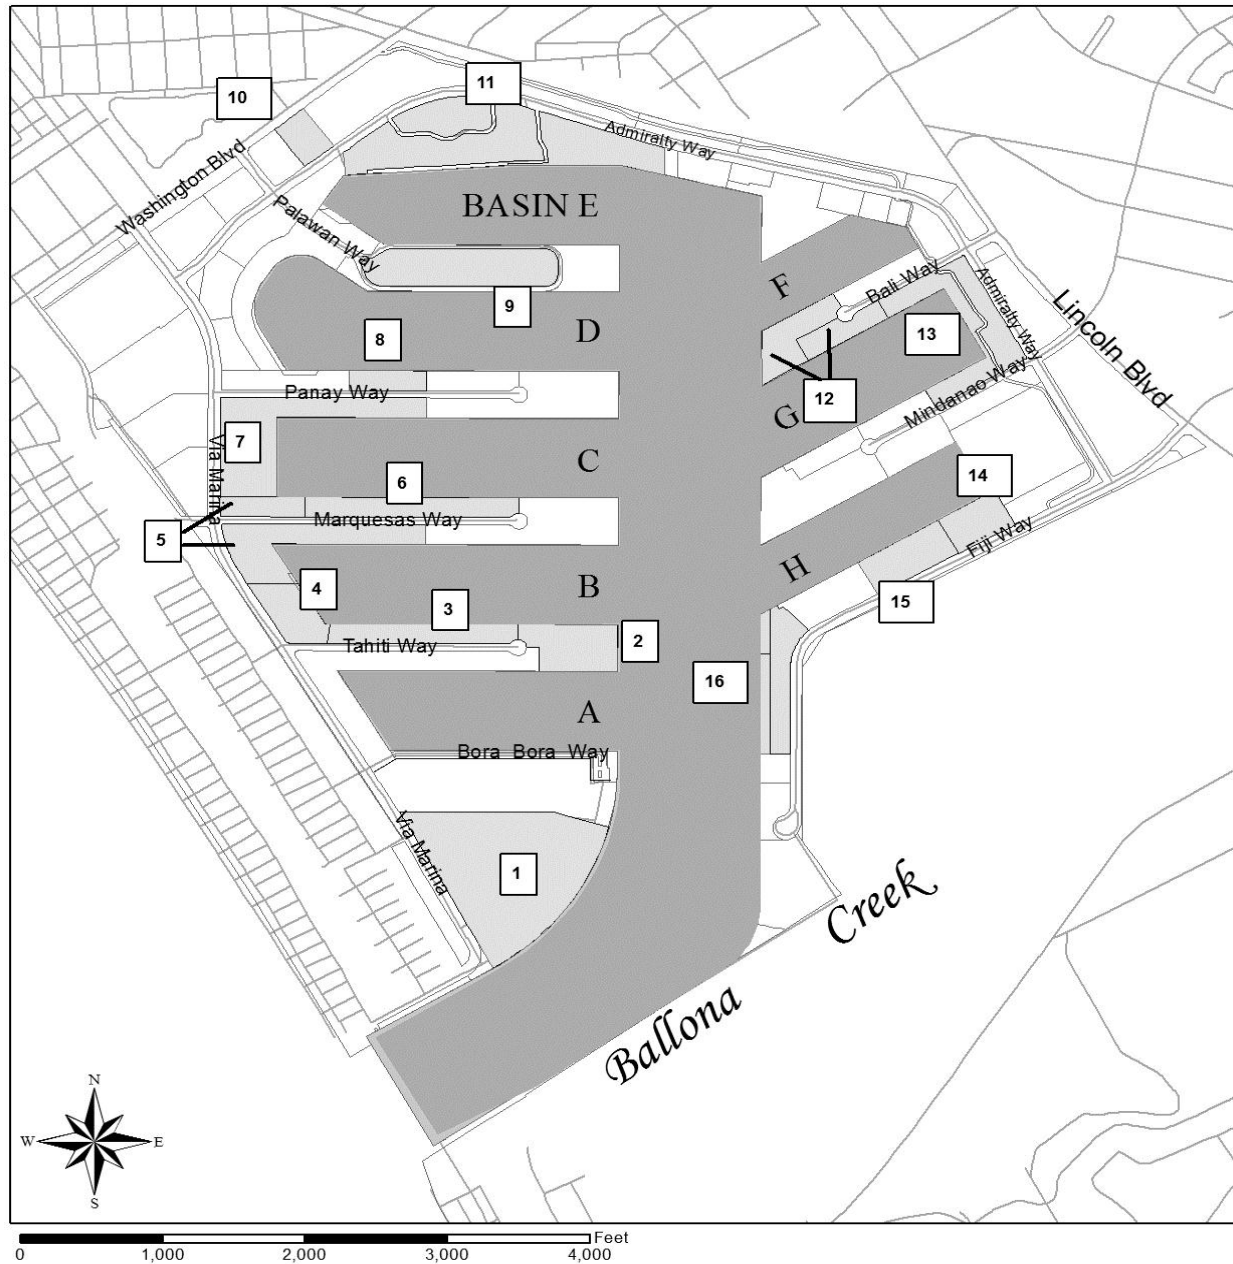 11
10
Admiralty Way
Washington Blvd
BASIN E
Palawan Way
F
Bali Way
Admiralty Way
Lincoln Blvd
9
D
8
13
Panay Way
12
G
Mindanao Way
7
Via Marina
C
6
14
Marquesas Way
5
Fiji Way
H
4
B
3
15
2
Tahiti Way
16
A
Bora Bora Way
Via Marina
1
Ballona Creek
N
W E
S
Feet
0 1,000 2,000 3,000 4,000